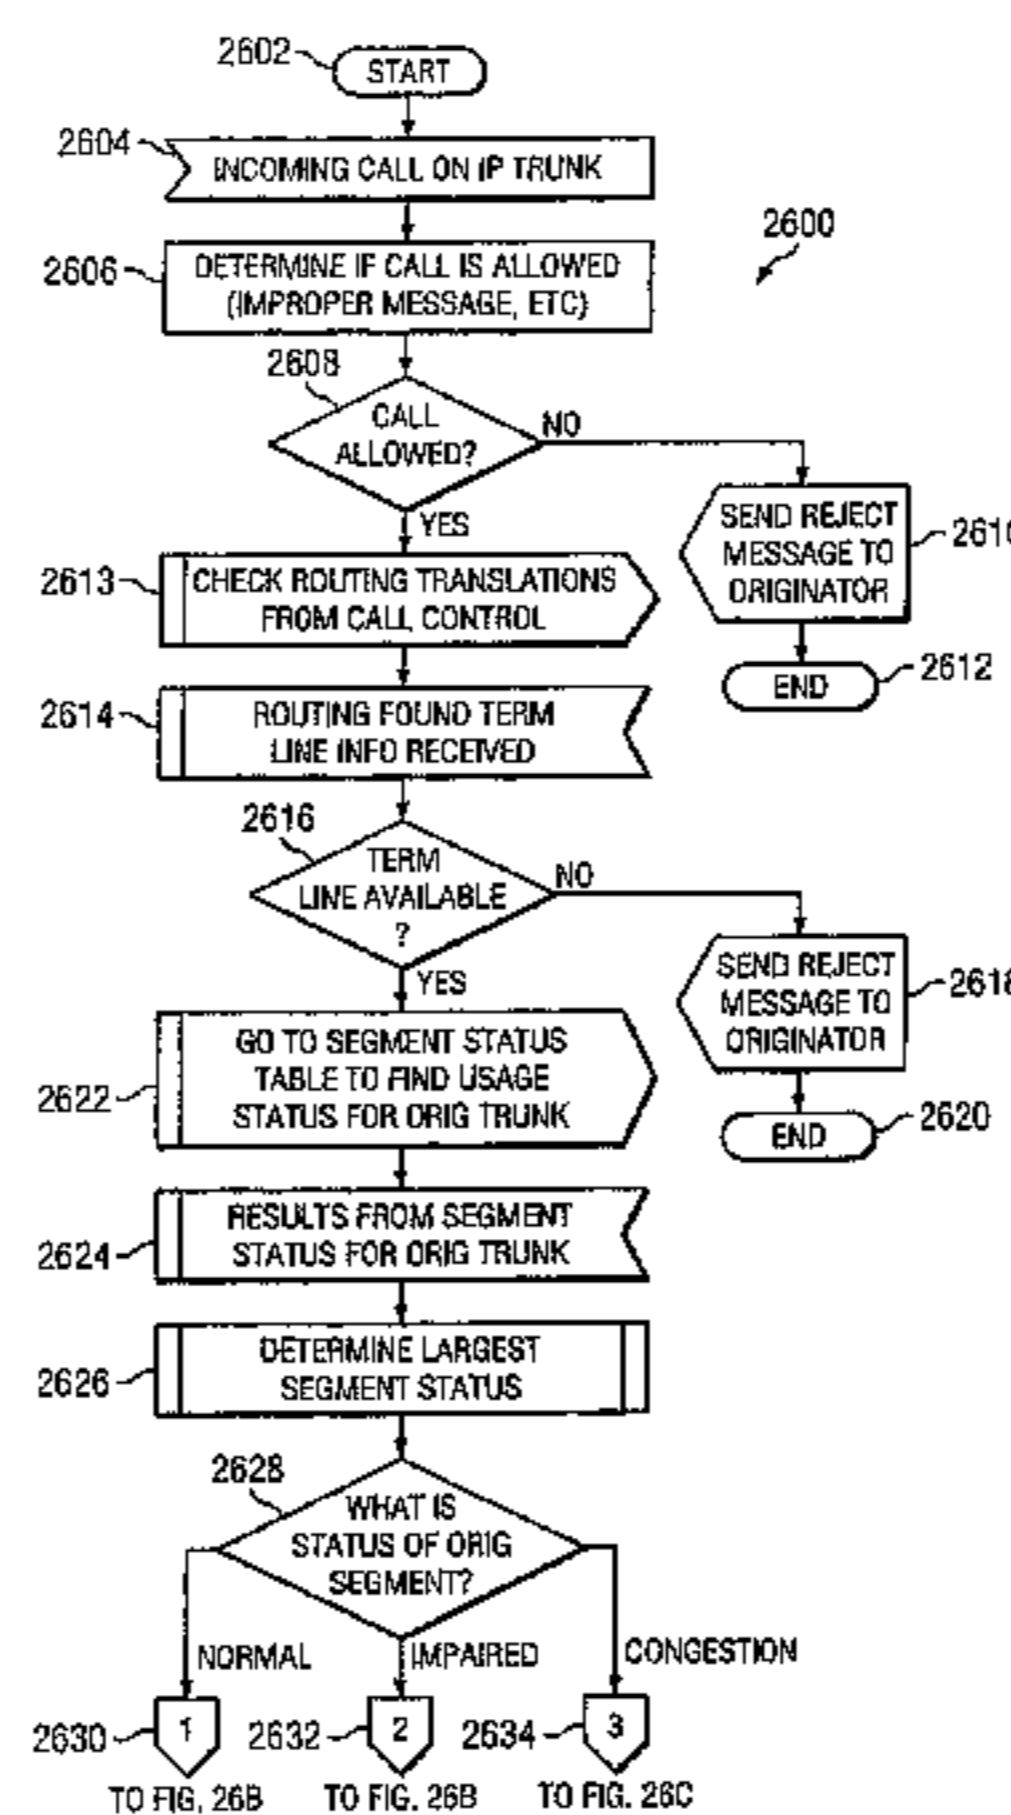 2602
START
2604
INCOMING CALL ON IP TRUNK
2600
2606
DETERMINE IF CALL IS ALLOWED
(IMPROPER MESSAGE, ETC)
2608
CALL
ALLOWED?
NO
YES
SEND REJECT
MESSAGE TO
ORIGINATOR
2610
2612
END
2613
CHECK ROUTING TRANSLATIONS
FROM CALL CONTROL
2614
ROUTING FOUND TERM
LINE INFO RECEIVED
2616
TERM
LINE AVAILABLE
?
NO
YES
SEND REJECT
MESSAGE TO
ORIGINATOR
2618
2620
END
2622
GO TO SEGMENT STATUS
TABLE TO FIND USAGE
STATUS FOR ORIG TRUNK
2624
RESULTS FROM SEGMENT
STATUS FOR ORIG TRUNK
2626
DETERMINE LARGEST
SEGMENT STATUS
2628
WHAT IS
STATUS OF ORIG
SEGMENT?
NORMAL
IMPAIRED
CONGESTION
2630
1
2632
2
2634
3
TO FIG. 26B
TO FIG. 26B
TO FIG. 26C